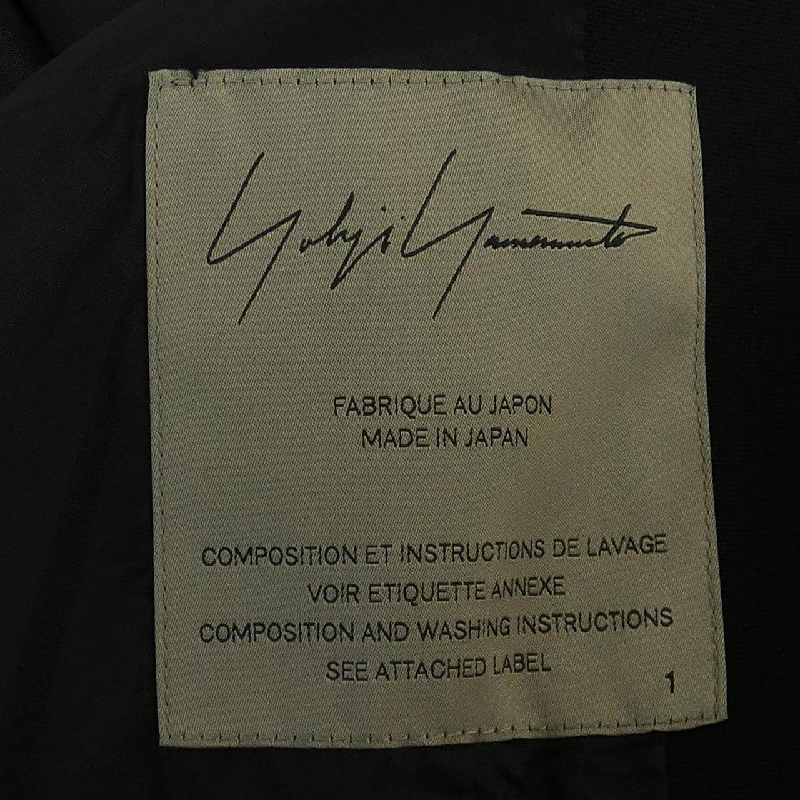 Yohji Yamamoto
FABRIQUE AU JAPON
MADE IN JAPAN
COMPOSITION ET INSTRUCTIONS DE LAVAGE
VOIR ETIQUETTE ANNEXE
COMPOSITION AND WASHING INSTRUCTIONS
SEE ATTACHED LABEL
1